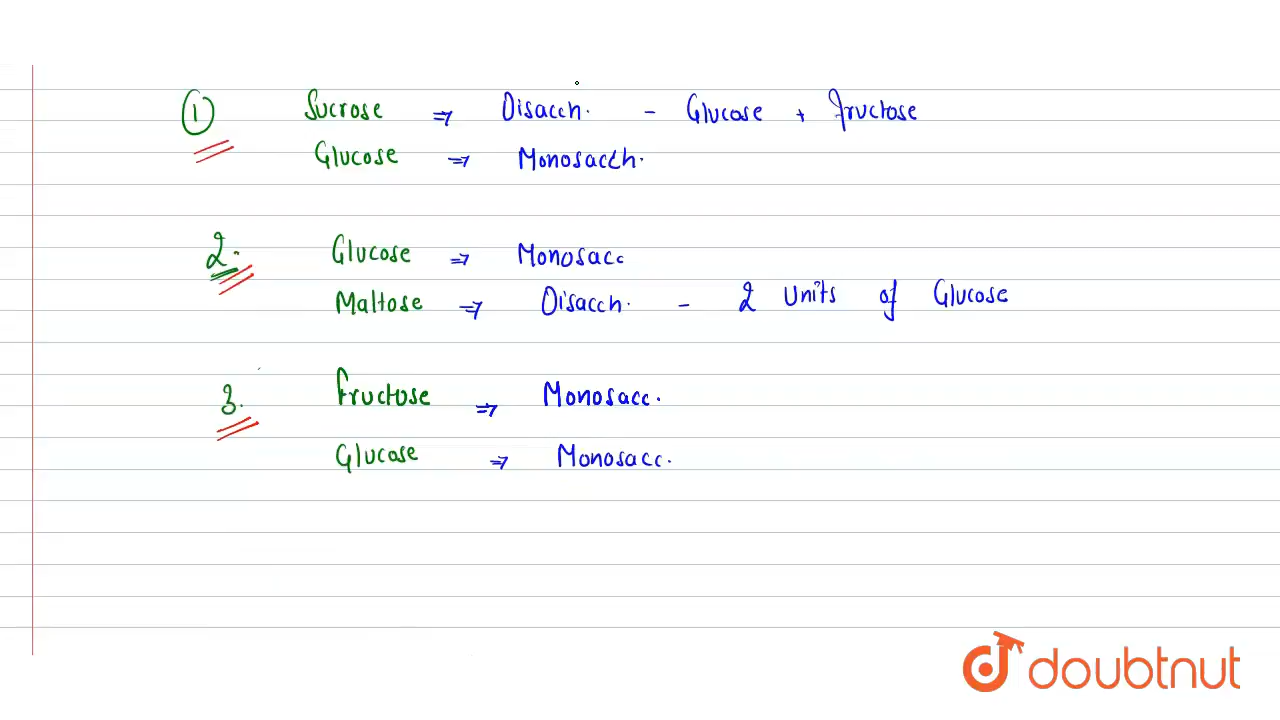 1 Sucrose ⇒ Disacch. - Glucose + Fructose
Glucose ⇒ Monosacch.
2. Glucose ⇒ Monosacc
Maltose ⇒ Disacch. - 2 Units of Glucose
3. Fructose ⇒ Monosacc.
Glucose ⇒ Monosacc.
doubtnut